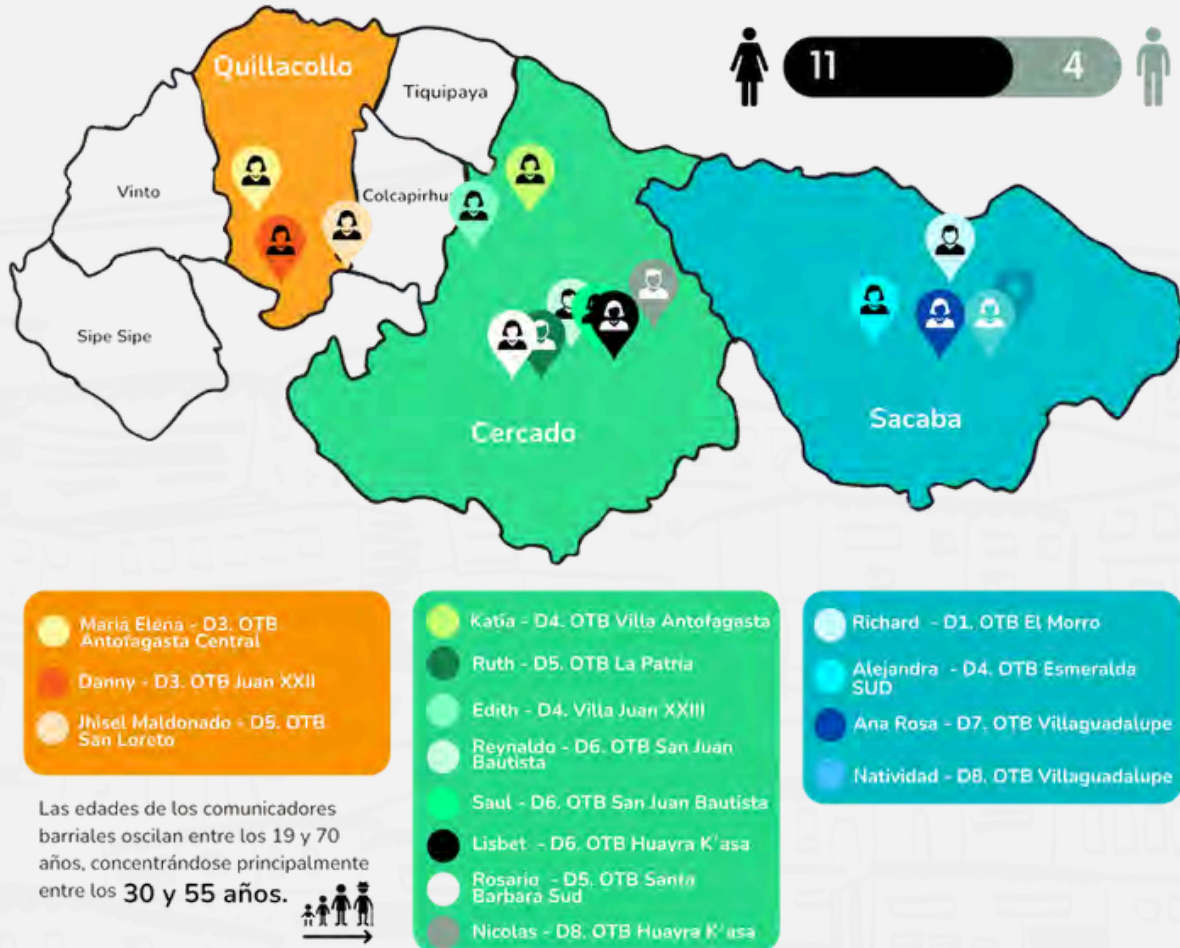 Quillacollo
Tiquipaya
11
4
Vinto
Colcapirhu
Sipe Sipe
Cercado
Sacaba
Maria Elena - D3. OTB
Antofagasta Central
Danny - D3. OTB Juan XXII
Jhisel Maldonado - D5. OTB
San Loreto
Las edades de los comunicadores
barriales oscilan entre los 19 y 70
años, concentrándose principalmente
entre los 30 y 55 años.
Katia - D4. OTB Villa Antofagasta
Ruth - D5. OTB La Patria
Edith - D4. Villa Juan XXIII
Reynaldo - D6. OTB San Juan
Bautista
Saul - D6. OTB San Juan Bautista
Lisbet - D6. OTB Huayra K'asa
Rosario - D5. OTB Santa
Barbara Sud
Nicolas - D8. OTB Huayra K'asa
Richard - D1. OTB El Morro
Alejandra - D4. OTB Esmeralda
SUD
Ana Rosa - D7. OTB Villaguadalupe
Natividad - D8. OTB Villaguadalupe